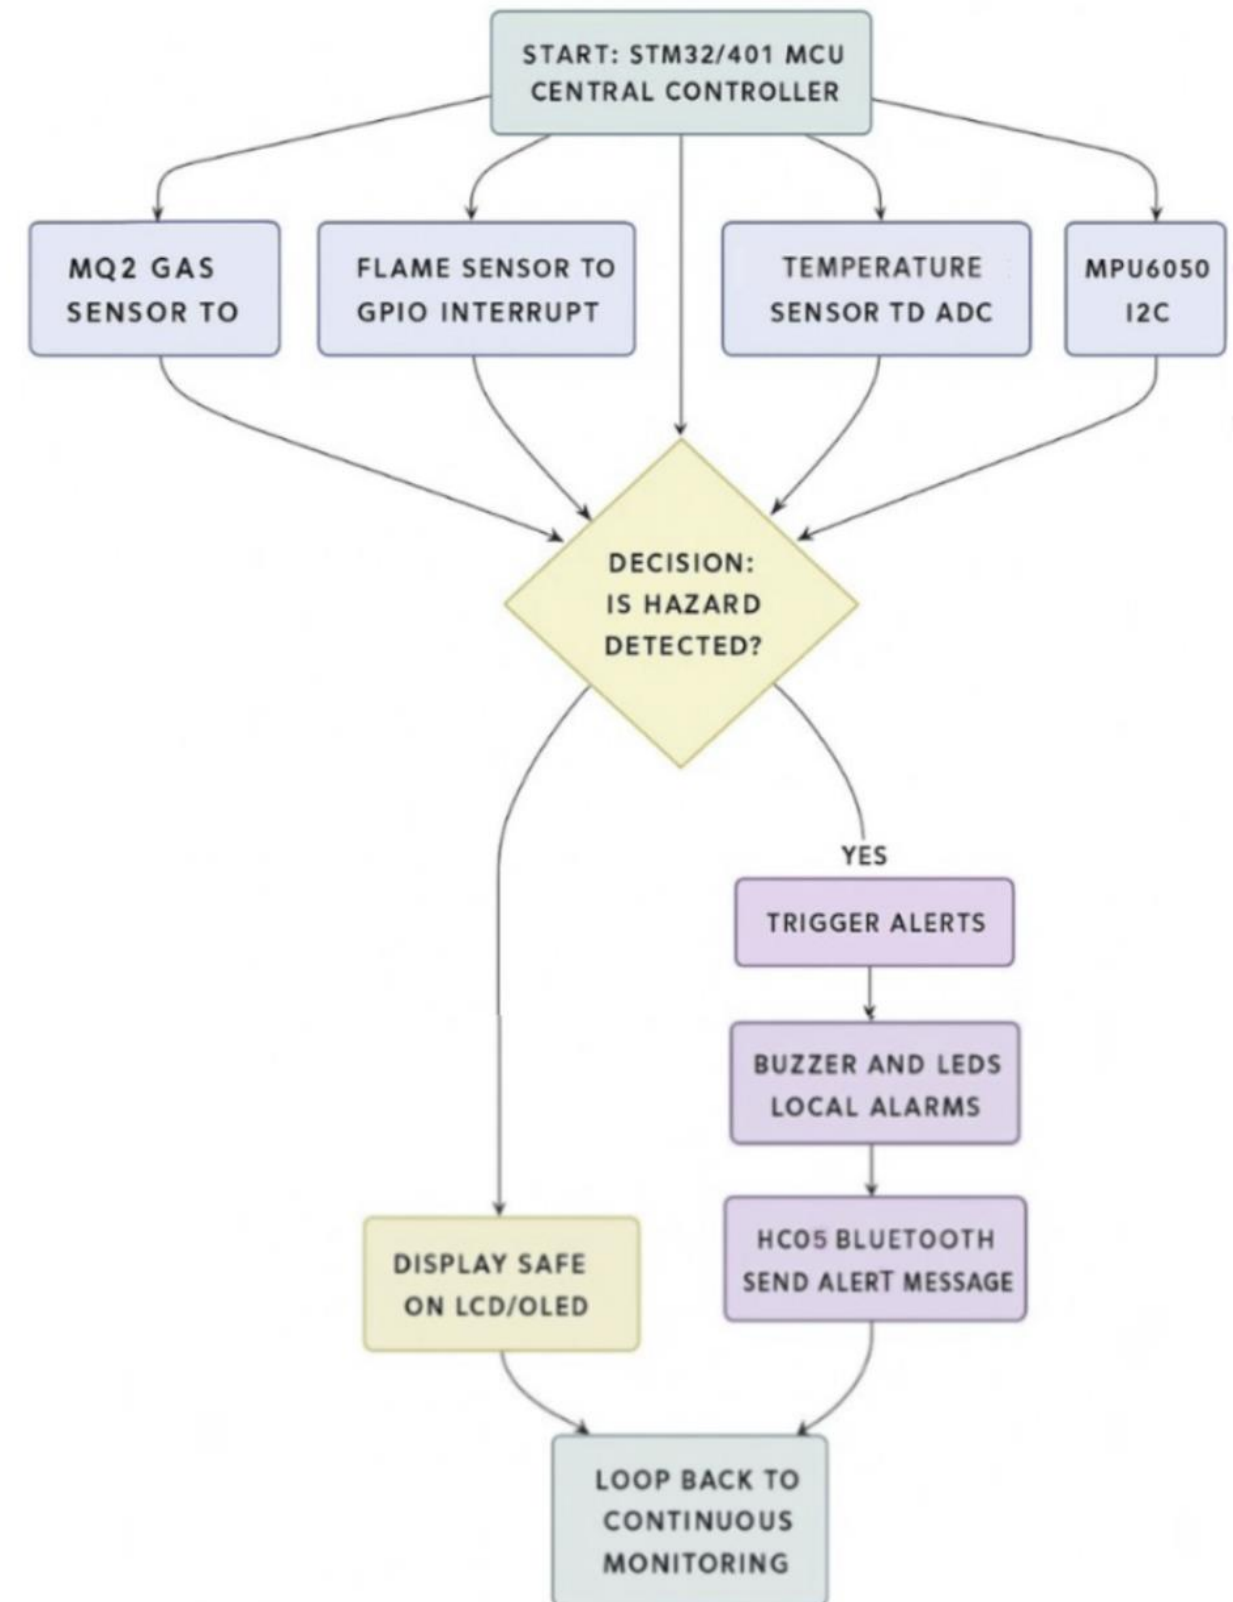 START: STM32/401 MCU
CENTRAL CONTROLLER
MQ2 GAS
SENSOR TO
FLAME SENSOR TO
GPIO INTERRUPT
TEMPERATURE
SENSOR TD ADC
MPU6050
I2C
DECISION:
IS HAZARD
DETECTED?
YES
TRIGGER ALERTS
BUZZER AND LEDS
LOCAL ALARMS
HC05 BLUETOOTH
SEND ALERT MESSAGE
DISPLAY SAFE
ON LCD/OLED
LOOP BACK TO
CONTINUOUS
MONITORING